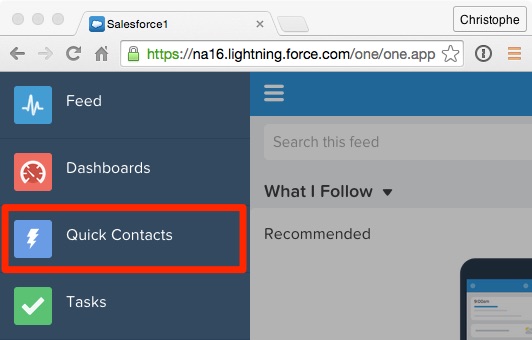 Salesforce1
Christophe
https://na16.lightning.force.com/one/one.app
Feed
Dashboards
Quick Contacts
Tasks
Search this feed
What I Follow
Recommended